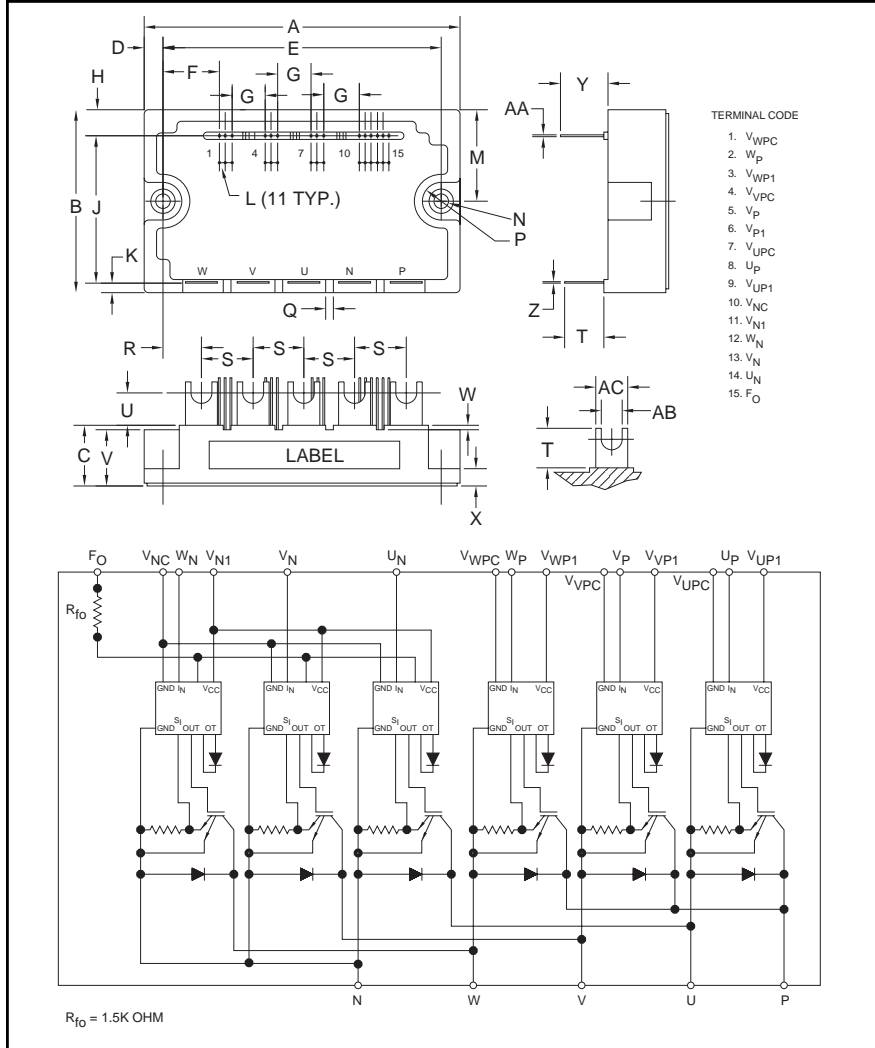 A
D
E
F
G
H
G
G
Y
AA
TERMINAL CODE
1. VWPC
2. WP
3. VWP1
4. VVPC
5. VP
6. VP1
7. VUPC
8. UP
9. VUP1
10. VNC
11. VN1
12. WN
13. VN
14. UN
15. FO
1 4 7 10 15
M
B
J
L (11 TYP.)
N
P
K
W V U N P
Q
Z
T
R
S S S S
U
W
AC
AB
C
V
LABEL
T
X
FO VNC WN VN1 VN UN VWPC WP VWP1 VVPC VP VVP1 VUPC UP VUP1
Rfo
GND IN VCC GND IN VCC GND IN VCC GND IN VCC GND IN VCC GND IN VCC
SI SI SI SI SI SI
GND OUT OT GND OUT OT GND OUT OT GND OUT OT GND OUT OT GND OUT OT
N W V U P
Rfo = 1.5K OHM